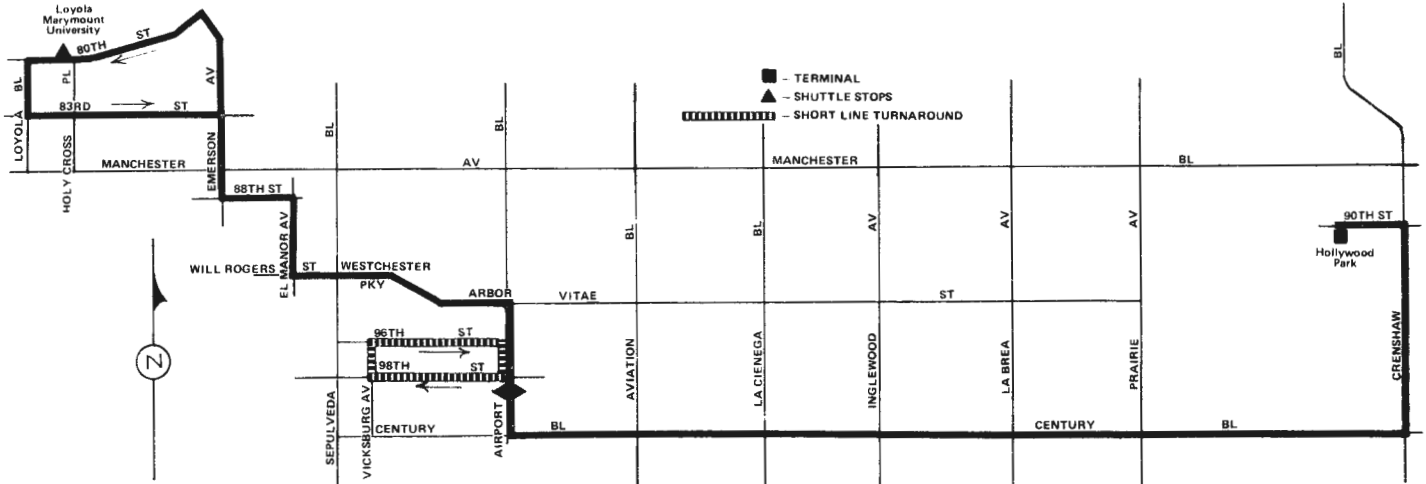 Loyola
Marymount
University
80TH ST
BL
PL
AV
83RD ST
LOYOLA
HOLY CROSS
EMERSON
MANCHESTER
AV
MANCHESTER
BL
BL
BL
BL
- TERMINAL
- SHUTTLE STOPS
- SHORT LINE TURNAROUND
88TH ST
EL MANOR AV
WILL ROGERS ST
WESTCHESTER
PKY
ARBOR
VITAE
ST
BL
BL
AV
AV
AV
90TH ST
Hollywood
Park
96TH ST
98TH ST
N
SEPULVEDA
VICKSBURG AV
AIRPORT
AVIATION
LA CIENEGA
INGLEWOOD
LA BREA
PRAIRIE
CRENSHAW
CENTURY
BL
CENTURY
BL